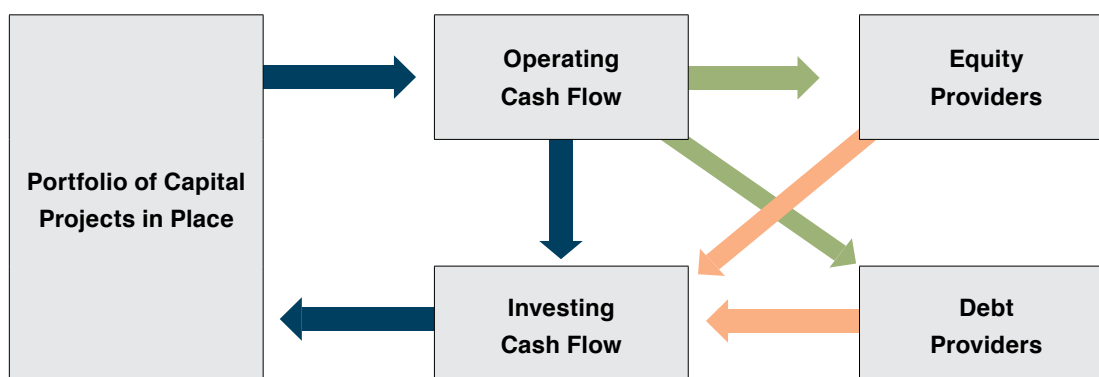 Portfolio of Capital
Projects in Place
Operating
Cash Flow
Equity
Providers
Investing
Cash Flow
Debt
Providers